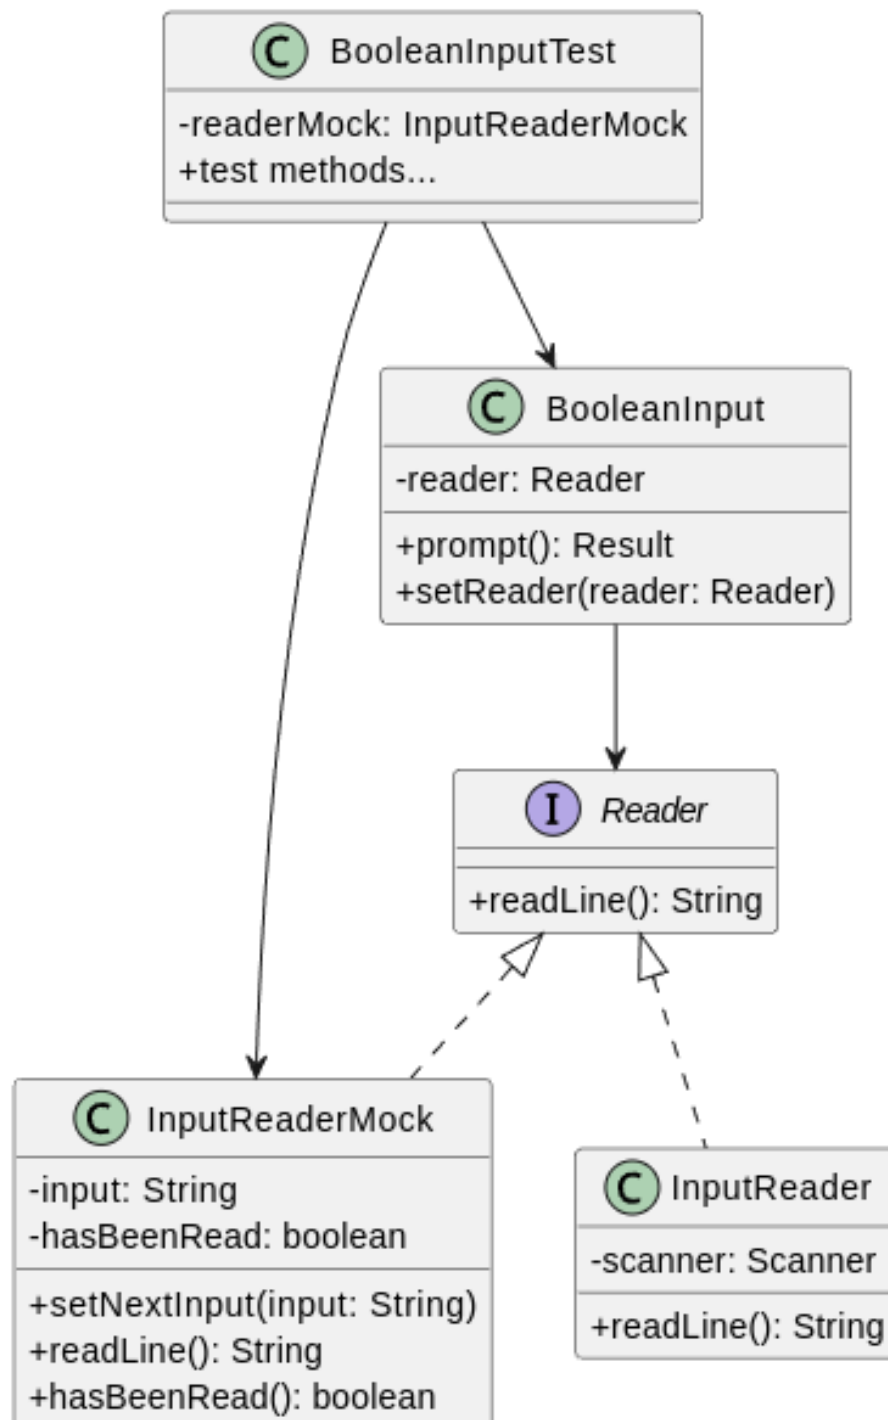 C BooleanInputTest
-readerMock: InputReaderMock
+test methods...
C BooleanInput
-reader: Reader
+prompt(): Result
+setReader(reader: Reader)
I Reader
+readLine(): String
C InputReaderMock
-input: String
-hasBeenRead: boolean
+setNextInput(input: String)
+readLine(): String
+hasBeenRead(): boolean
C InputReader
-scanner: Scanner
+readLine(): String